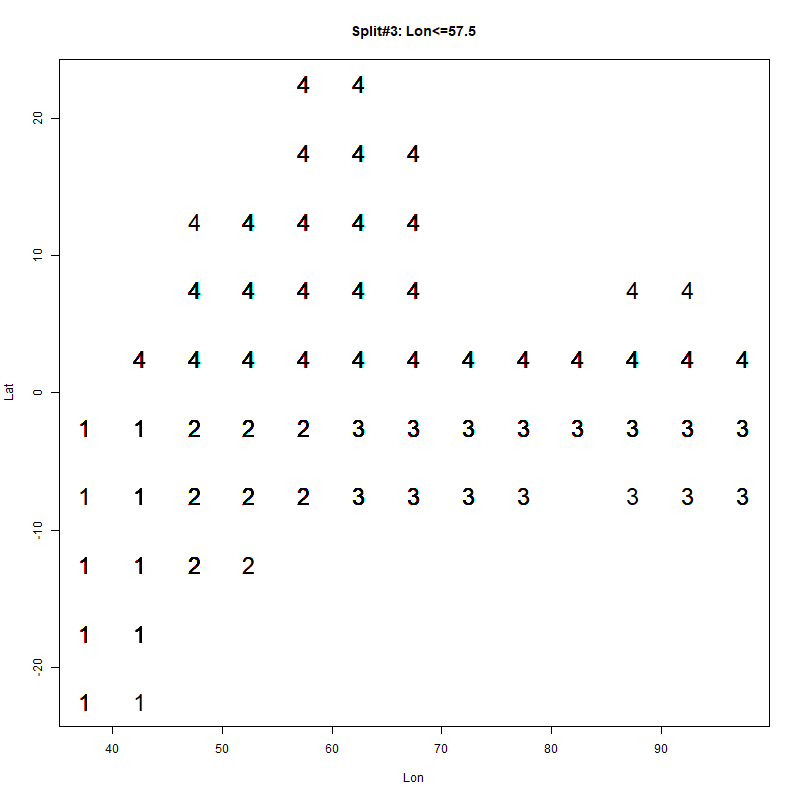 Split#3: Lon<=57.5
20
4 4
4 4 4
4 4 4 4 4
10
4 4 4 4 4 4 4
4 4 4 4 4 4 4 4 4 4 4 4
0
Lat
1 1 2 2 2 3 3 3 3 3 3 3 3
1 1 2 2 2 3 3 3 3 3 3 3
-10
1 1 2 2
1 1
-20
1 1
40 50 60 70 80 90
Lon